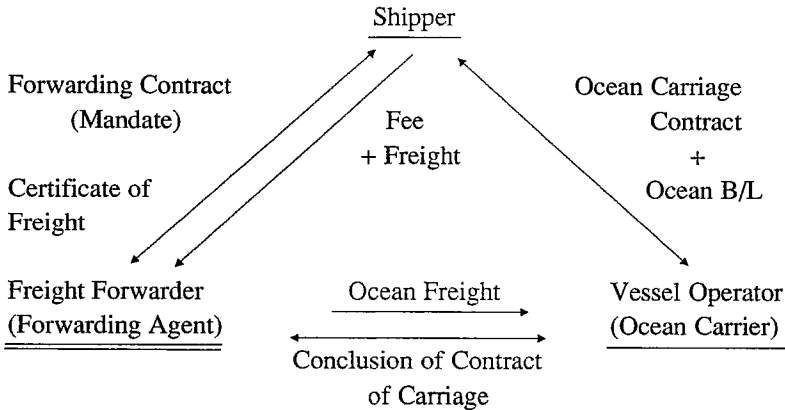 Shipper
Forwarding Contract
(Mandate)
Certificate of
Freight
Fee
+ Freight
Ocean Carriage
Contract
+
Ocean B/L
Freight Forwarder
(Forwarding Agent)
Ocean Freight
Conclusion of Contract
of Carriage
Vessel Operator
(Ocean Carrier)